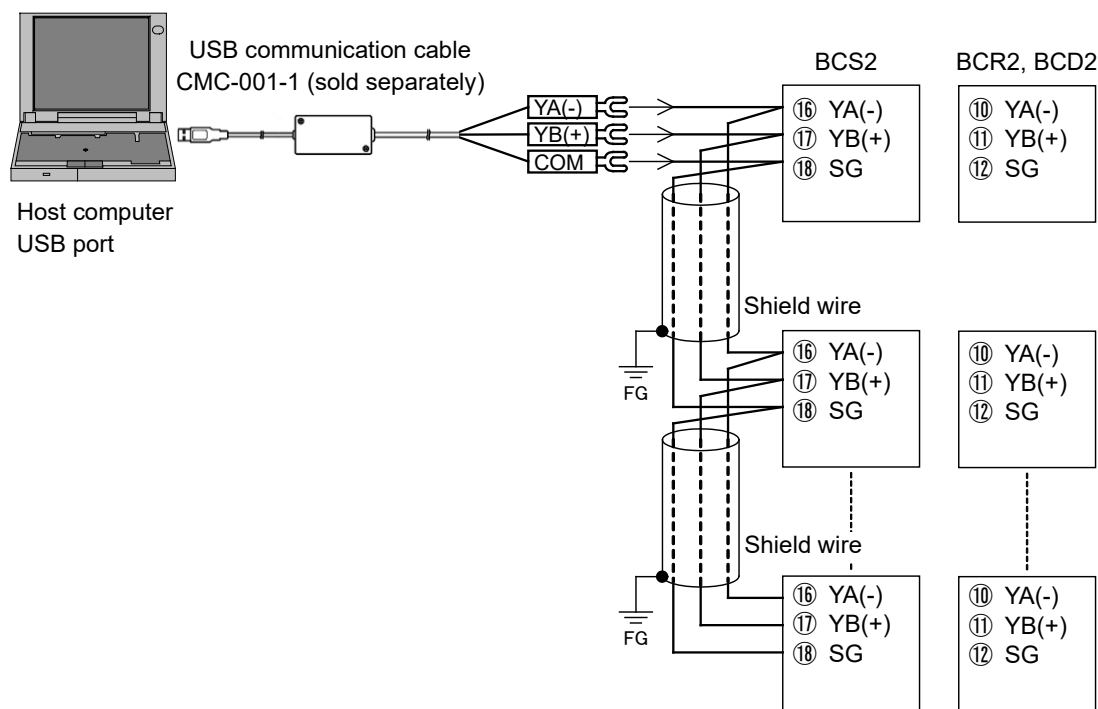 USB communication cable
CMC-001-1 (sold separately)
Host computer
USB port
YA(-)
YB(+)
COM
BCS2
⑯ YA(-)
⑰ YB(+)
⑱ SG
BCR2, BCD2
⑩ YA(-)
⑪ YB(+)
⑫ SG
Shield wire
FG
⑯ YA(-)
⑰ YB(+)
⑱ SG
⑩ YA(-)
⑪ YB(+)
⑫ SG
Shield wire
FG
⑯ YA(-)
⑰ YB(+)
⑱ SG
⑩ YA(-)
⑪ YB(+)
⑫ SG